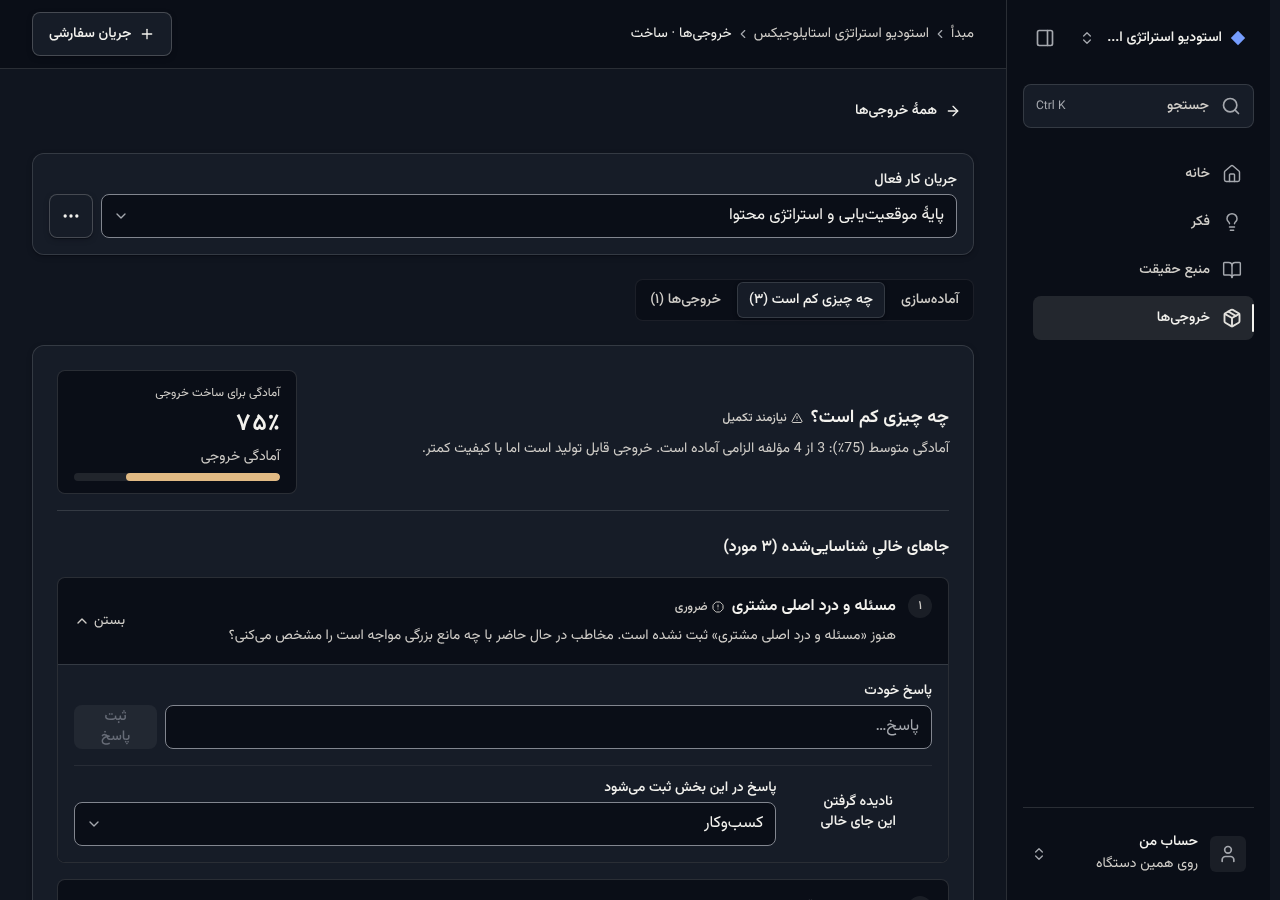 استودیو استراتژی ا...
جستجو
Ctrl K
خانه
فکر
منبع حقیقت
خروجی‌ها
حساب من
روی همین دستگاه
مبدأ › استودیو استراتژی استایلوجیکس › خروجی‌ها · ساخت
+ جریان سفارشی
همهٔ خروجی‌ها
جریان کار فعال
پایهٔ موقعیت‌یابی و استراتژی محتوا
آماده‌سازی
چه چیزی کم است (۳)
خروجی‌ها (۱)
چه چیزی کم است؟ نیازمند تکمیل
آمادگی متوسط (75٪): 3 از 4 مؤلفه الزامی آماده است. خروجی قابل تولید است اما با کیفیت کمتر.
آمادگی برای ساخت خروجی
۷۵٪
آمادگی خروجی
جاهای خالیِ شناسایی‌شده (۳ مورد)
۱
مسئله و درد اصلی مشتری ضروری
هنوز «مسئله و درد اصلی مشتری» ثبت نشده است. مخاطب در حال حاضر با چه مانع بزرگی مواجه است را مشخص می‌کنی؟
بستن
پاسخ خودت
پاسخ…
ثبت
پاسخ
نادیده گرفتن
این جای خالی
پاسخ در این بخش ثبت می‌شود
کسب‌وکار